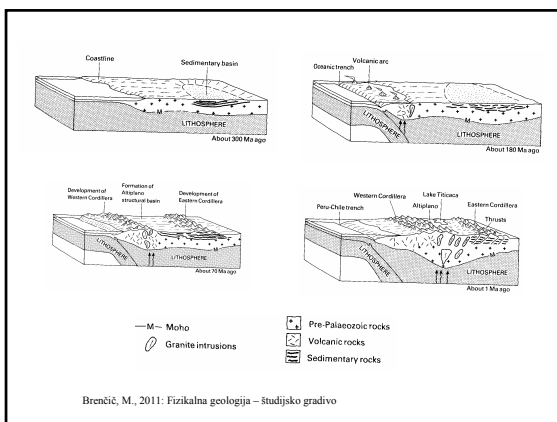 Coastline
Sedimentary basin
M
LITHOSPHERE
About 300 Ma ago
Volcanic arc
Oceanic trench
M
LITHOSPHERE
LITHOSPHERE
About 180 Ma ago
Development of
Western Cordillera
Formation of
Altiplano
structural basin
Development of
Eastern Cordillera
M
LITHOSPHERE
LITHOSPHERE
About 70 Ma ago
Western Cordillera
Lake Titicaca
Altiplano
Eastern Cordillera
Peru-Chile trench
Thrusts
M
LITHOSPHERE
LITHOSPHERE
About 1 Ma ago
—M— Moho
Granite intrusions
Pre-Palaeozoic rocks
Volcanic rocks
Sedimentary rocks
Brenčič, M., 2011: Fizikalna geologija – študijsko gradivo